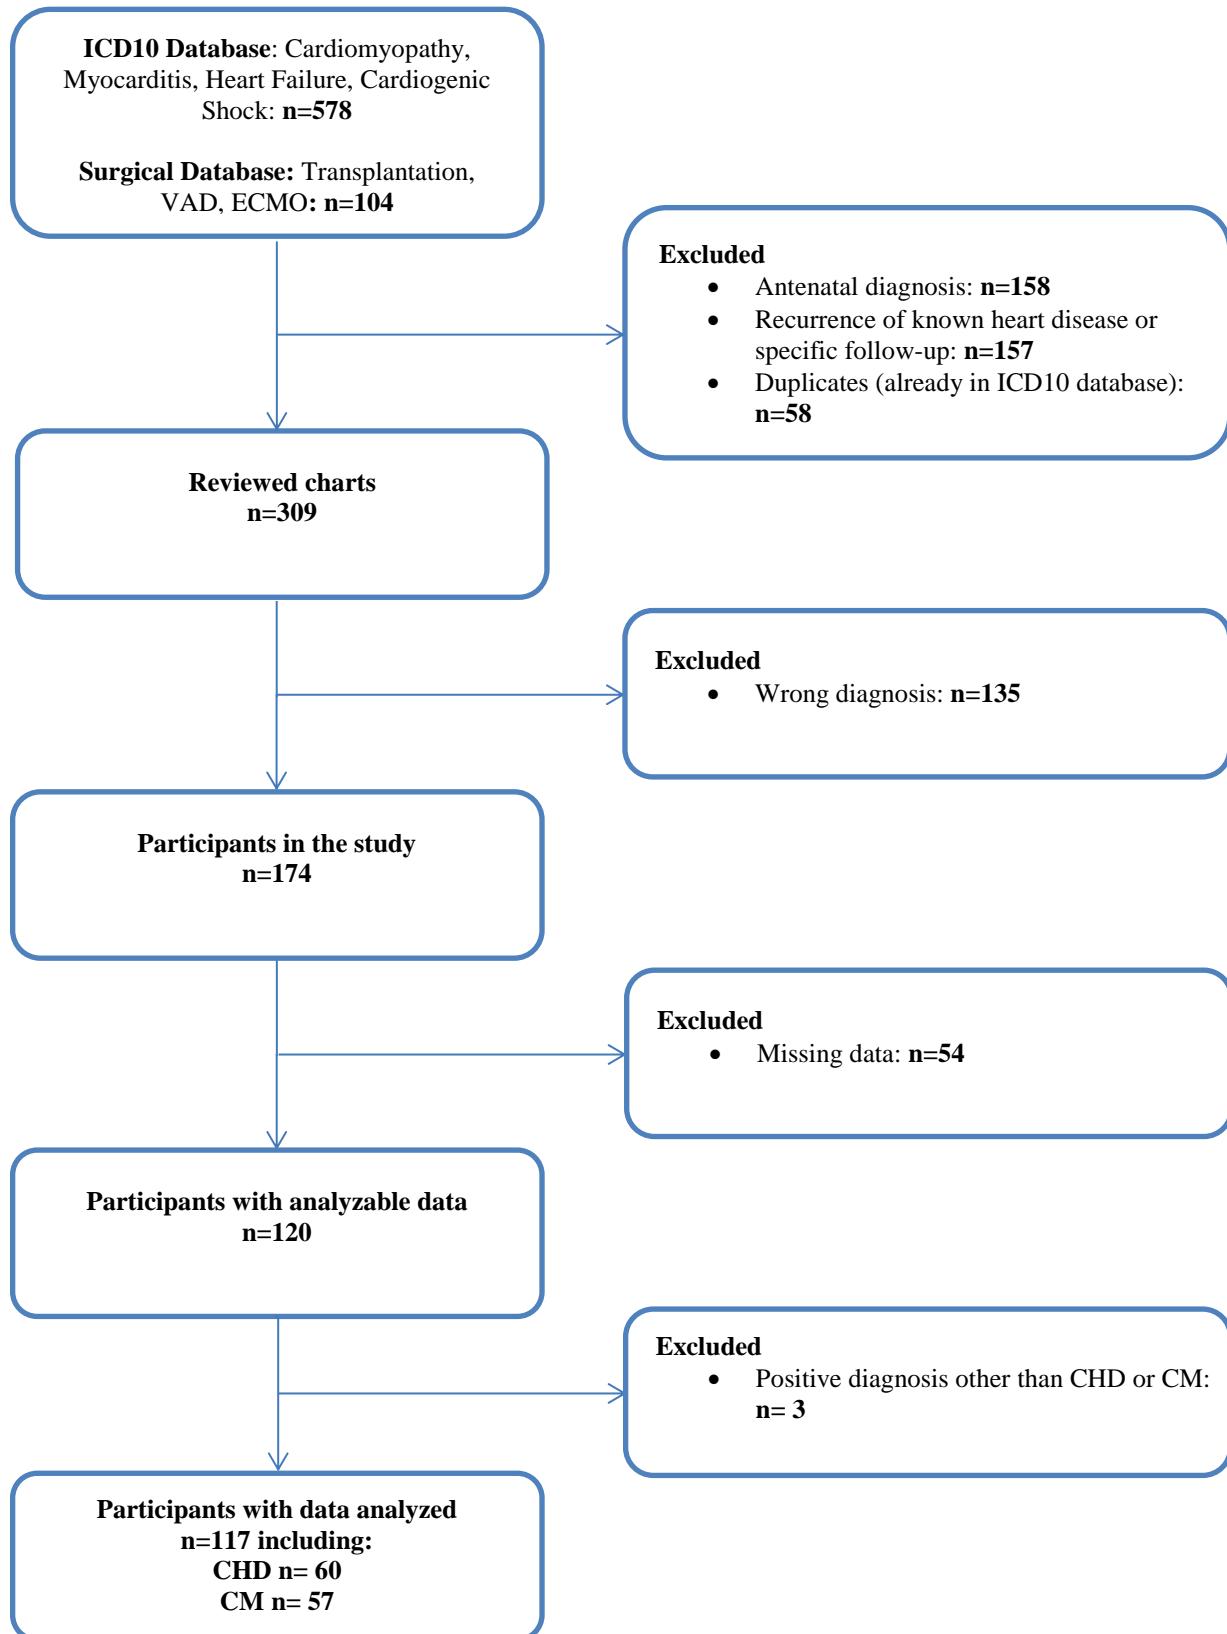 ICD10 Database: Cardiomyopathy,
Myocarditis, Heart Failure, Cardiogenic
Shock: n=578
Surgical Database: Transplantation,
VAD, ECMO: n=104
Excluded
• Antenatal diagnosis: n=158
• Recurrence of known heart disease or
specific follow-up: n=157
• Duplicates (already in ICD10 database):
n=58
Reviewed charts
n=309
Excluded
• Wrong diagnosis: n=135
Participants in the study
n=174
Excluded
• Missing data: n=54
Participants with analyzable data
n=120
Excluded
• Positive diagnosis other than CHD or CM:
n= 3
Participants with data analyzed
n=117 including:
CHD n= 60
CM n= 57